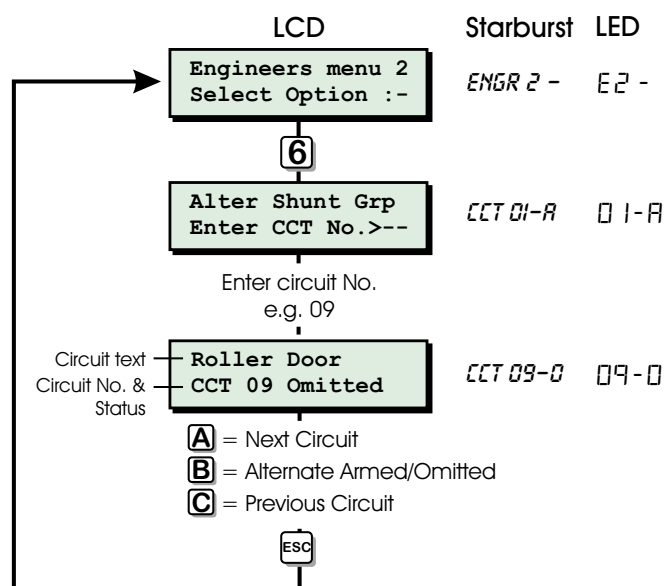 LCD Starburst LED
Engineers menu 2
Select Option :-
ENGR 2 - E2 -
6
Alter Shunt Grp
Enter CCT No.>--
CCT 01-A 01-A
Enter circuit No.
e.g. 09
Circuit text
Circuit No. &
Status
Roller Door
CCT 09 Omitted
CCT 09-O 09-O
A = Next Circuit
B = Alternate Armed/Omitted
C = Previous Circuit
ESC